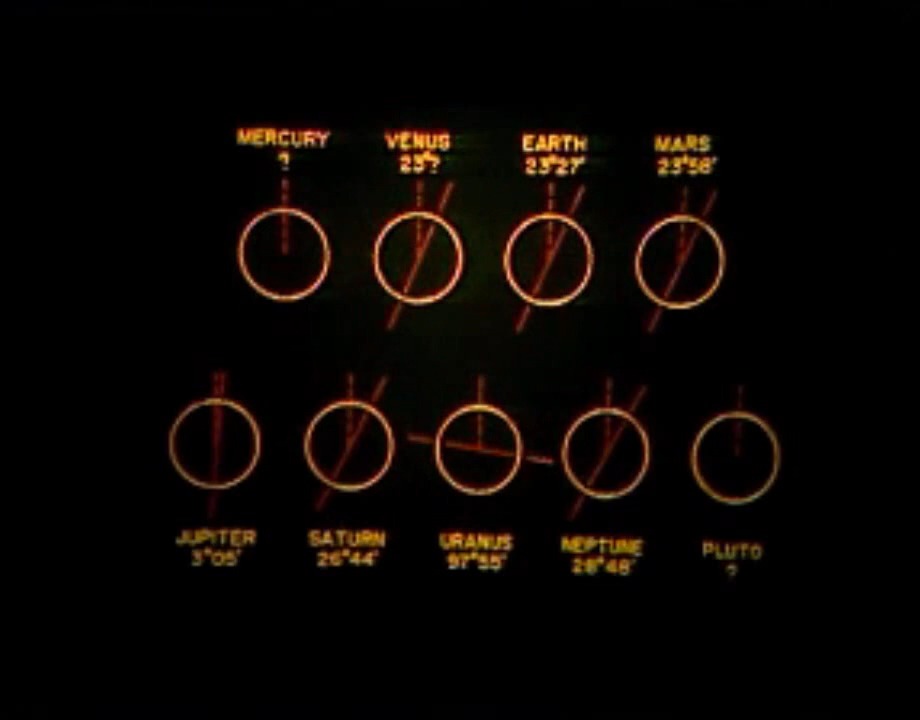 MERCURY VENUS EARTH MARS
? 23°? 23°27' 23°58'
JUPITER SATURN URANUS NEPTUNE PLUTO
3°05' 26°44' 97°55' 28°48' ?